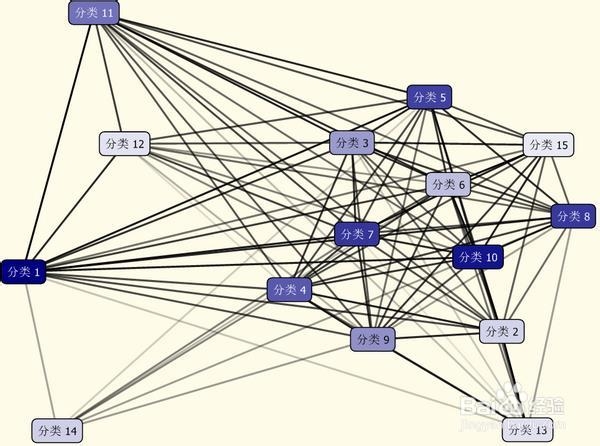 分类 11
分类 5
分类 12
分类 3
分类 15
分类 6
分类 8
分类 7
分类 10
分类 1
分类 4
分类 2
分类 9
分类 14
分类 13
Baidu经验